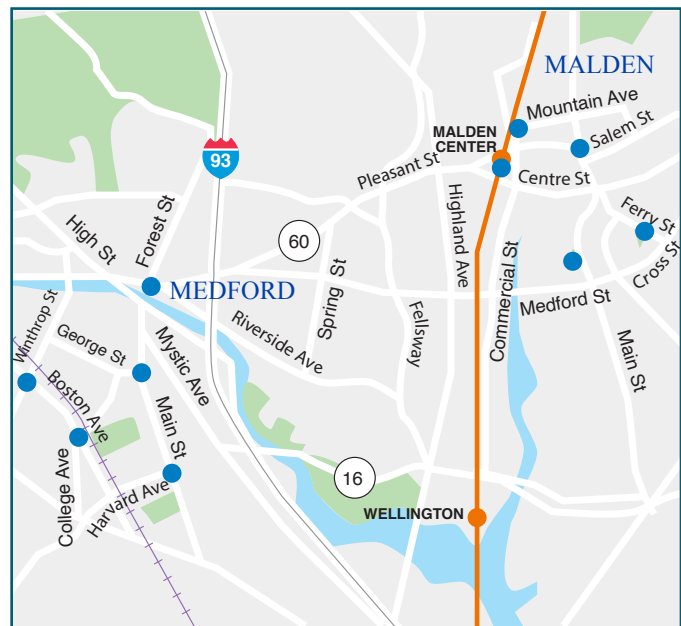 MALDEN
Mountain Ave
MALDEN
CENTER
Salem St
93
Pleasant St
Centre St
Forest St
Highland Ave
High St
Ferry St
60
Cross St
Commercial St
Spring St
MEDFORD
Medford St
Riverside Ave
Fellsway
Winthrop St
George St
Mystic Ave
Main St
Boston Ave
Main St
16
College Ave
Harvard Ave
WELLINGTON